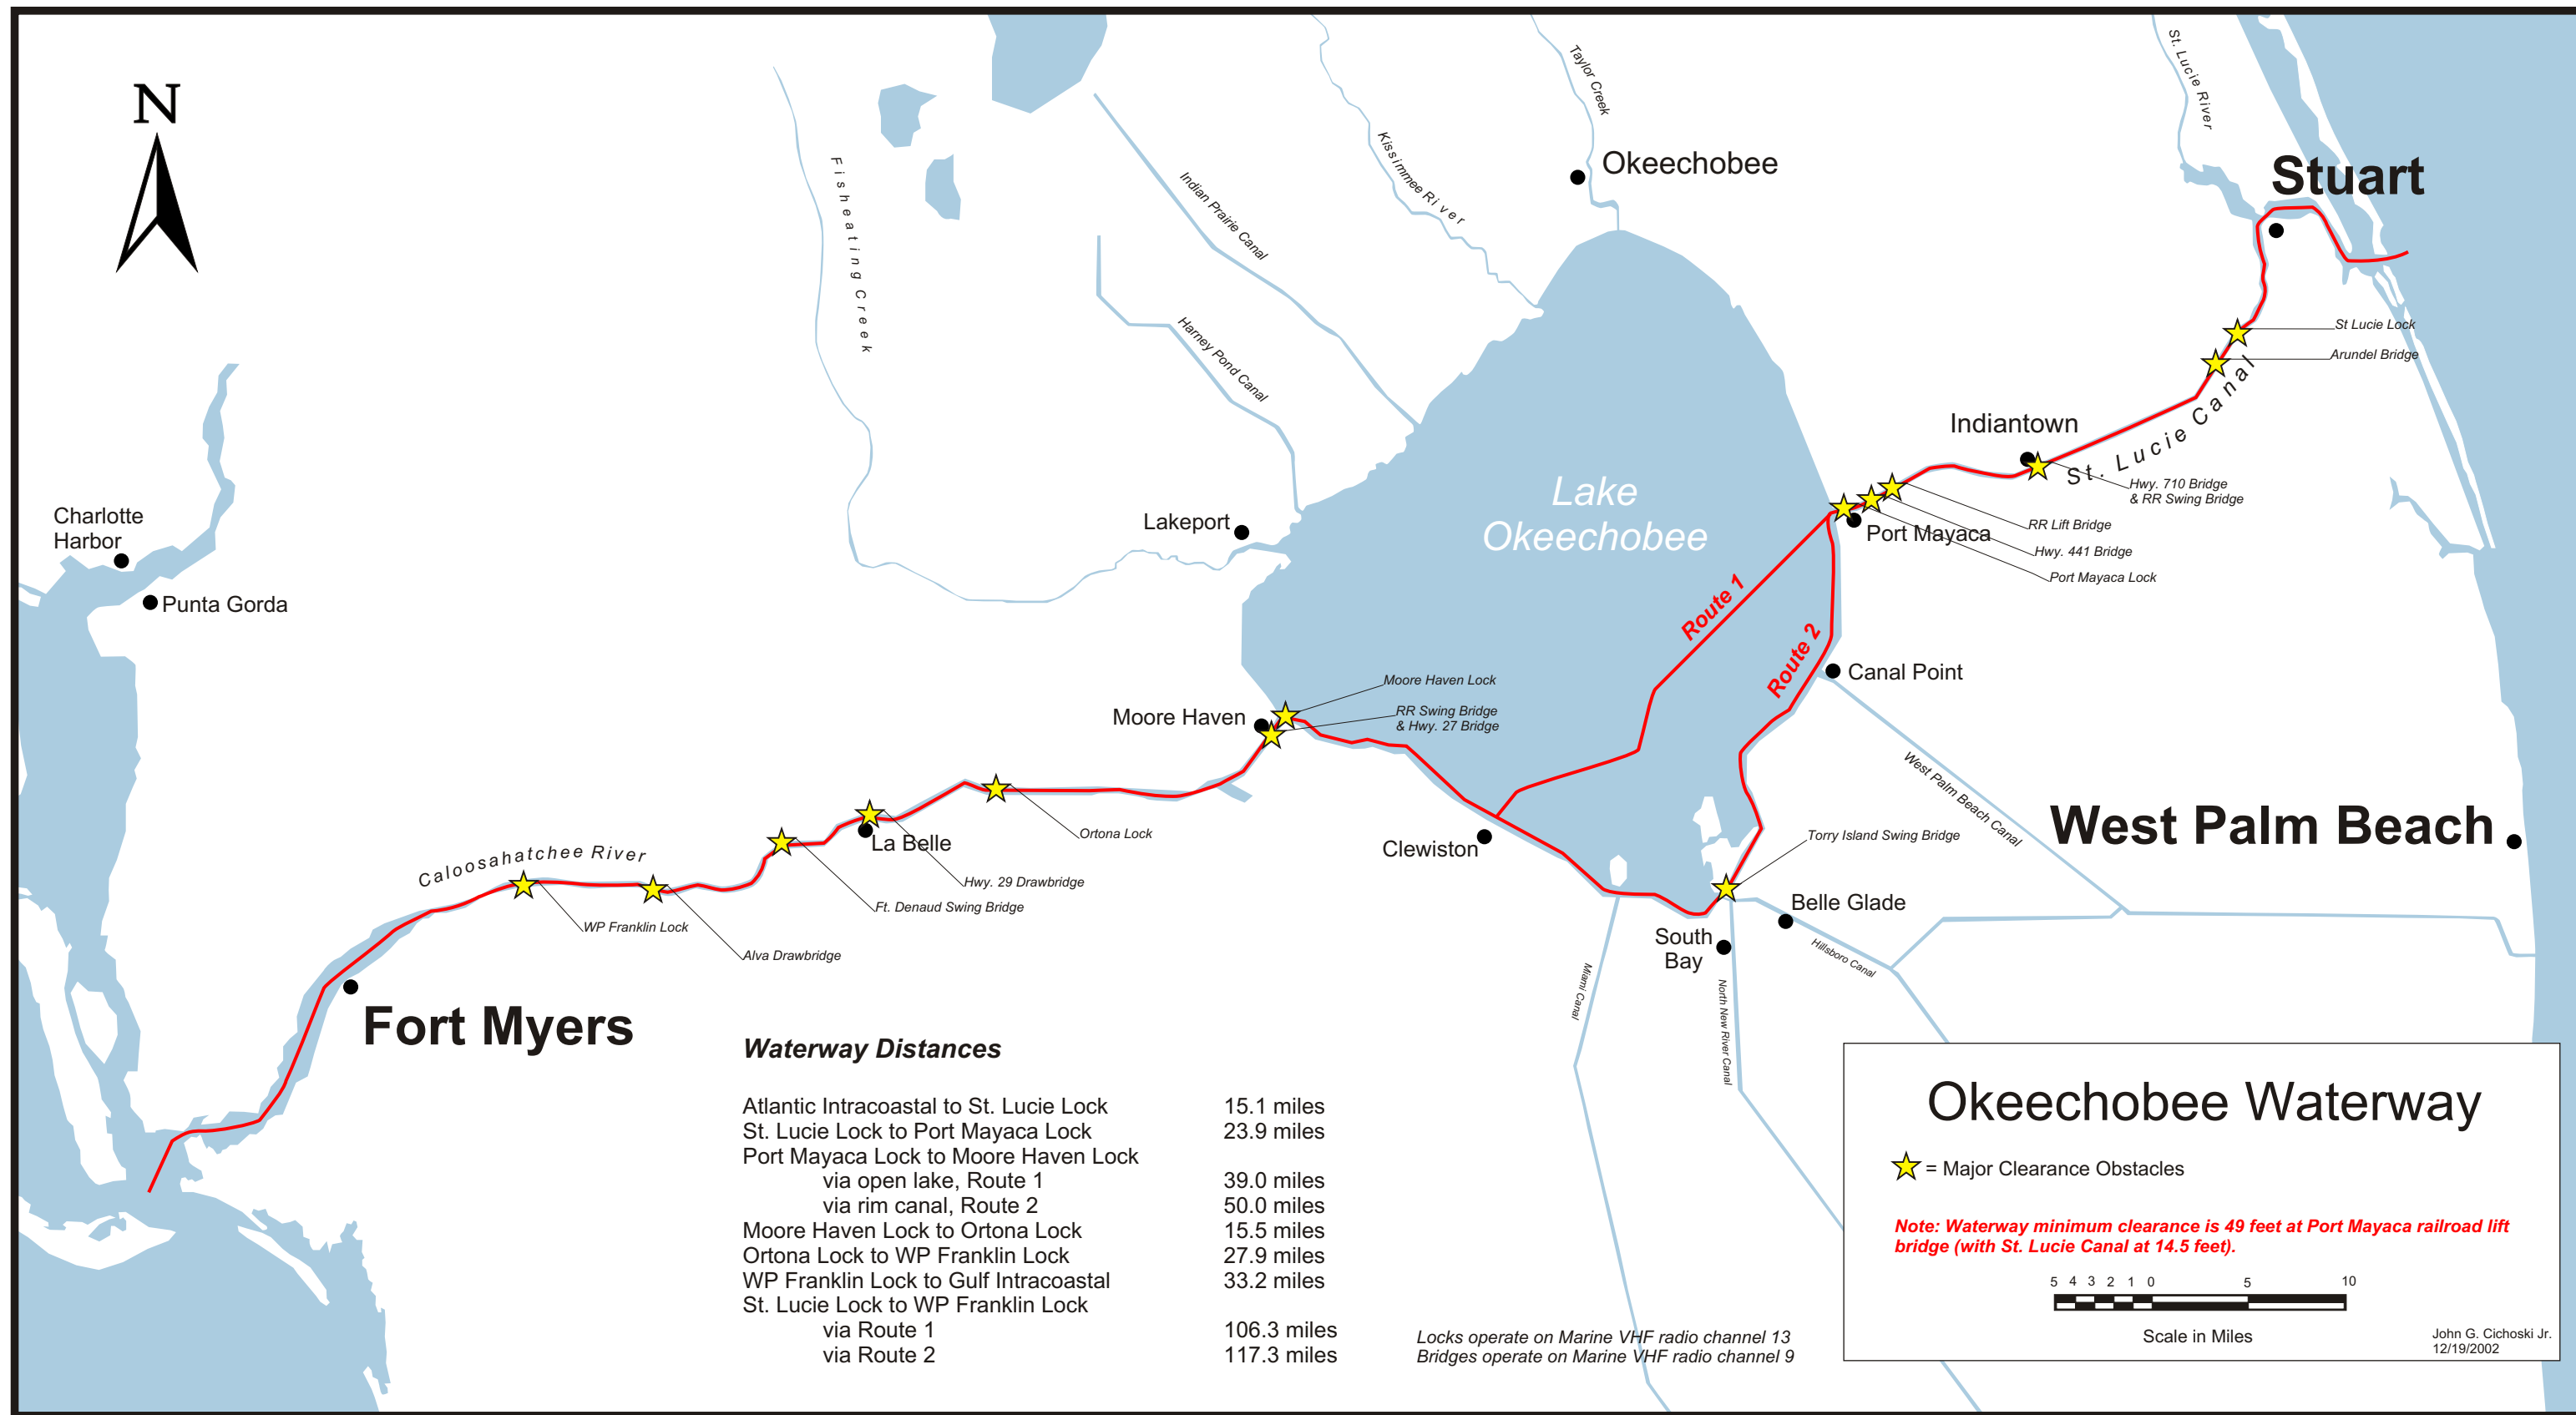 N
Taylor Creek
St. Lucie River
Okeechobee
Stuart
Kissimmee River
Indian Prairie Canal
Fisheating Creek
Harney Pond Canal
St Lucie Lock
Arundel Bridge
Indiantown
St. Lucie Canal
Hwy. 710 Bridge
& RR Swing Bridge
RR Lift Bridge
Hwy. 441 Bridge
Port Mayaca Lock
Port Mayaca
Lake
Okeechobee
Lakeport
Charlotte
Harbor
Punta Gorda
Route 1
Route 2
Canal Point
Moore Haven Lock
RR Swing Bridge
& Hwy. 27 Bridge
Moore Haven
West Palm Beach Canal
West Palm Beach
Ortona Lock
La Belle
Clewiston
Torry Island Swing Bridge
Caloosahatchee River
Hwy. 29 Drawbridge
Ft. Denaud Swing Bridge
WP Franklin Lock
Alva Drawbridge
Belle Glade
South
Bay
Hillsboro Canal
Miami Canal
North New River Canal
Fort Myers
Waterway Distances
Atlantic Intracoastal to St. Lucie Lock 15.1 miles
St. Lucie Lock to Port Mayaca Lock 23.9 miles
Port Mayaca Lock to Moore Haven Lock
via open lake, Route 1 39.0 miles
via rim canal, Route 2 50.0 miles
Moore Haven Lock to Ortona Lock 15.5 miles
Ortona Lock to WP Franklin Lock 27.9 miles
WP Franklin Lock to Gulf Intracoastal 33.2 miles
St. Lucie Lock to WP Franklin Lock
via Route 1 106.3 miles
via Route 2 117.3 miles
Locks operate on Marine VHF radio channel 13
Bridges operate on Marine VHF radio channel 9
Okeechobee Waterway
= Major Clearance Obstacles
Note: Waterway minimum clearance is 49 feet at Port Mayaca railroad lift
bridge (with St. Lucie Canal at 14.5 feet).
5 4 3 2 1 0 5 10
Scale in Miles
John G. Cichoski Jr.
12/19/2002